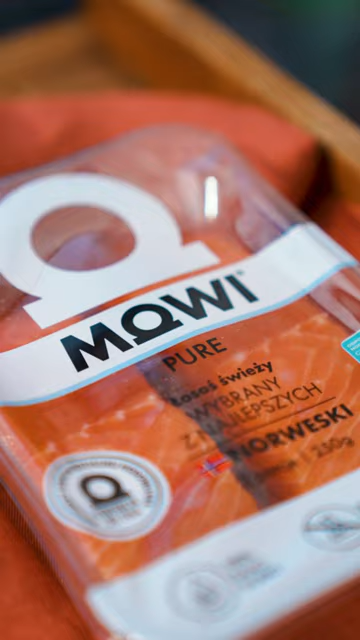 MOWI
PURE
Łosoś świeży
WYBRANY
Z NAJLEPSZYCH
NORWESKI
250g